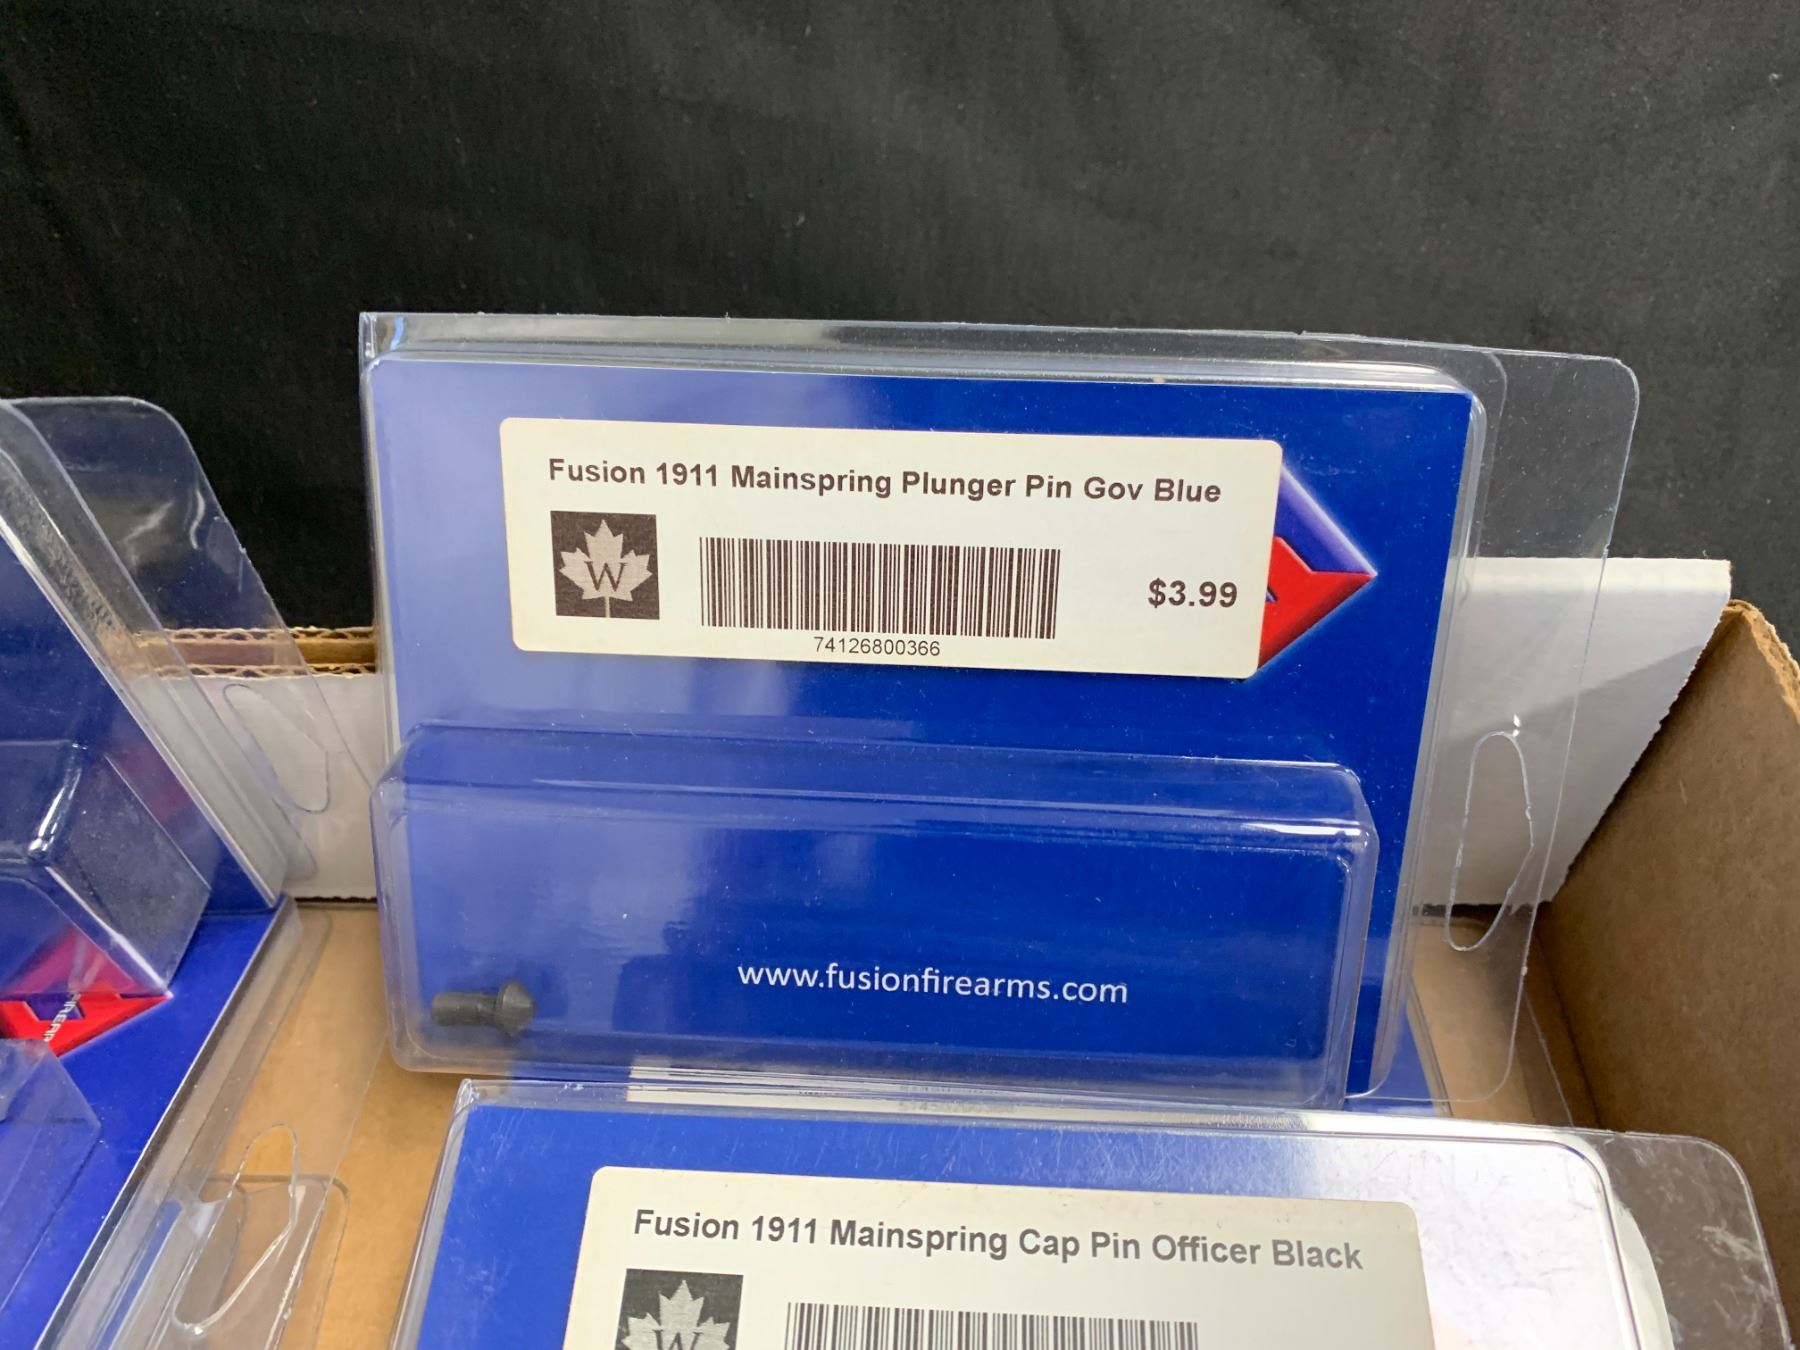 Fusion 1911 Mainspring Plunger Pin Gov Blue
W
$3.99
74126800366
www.fusionfirearms.com
Fusion 1911 Mainspring Cap Pin Officer Black
W